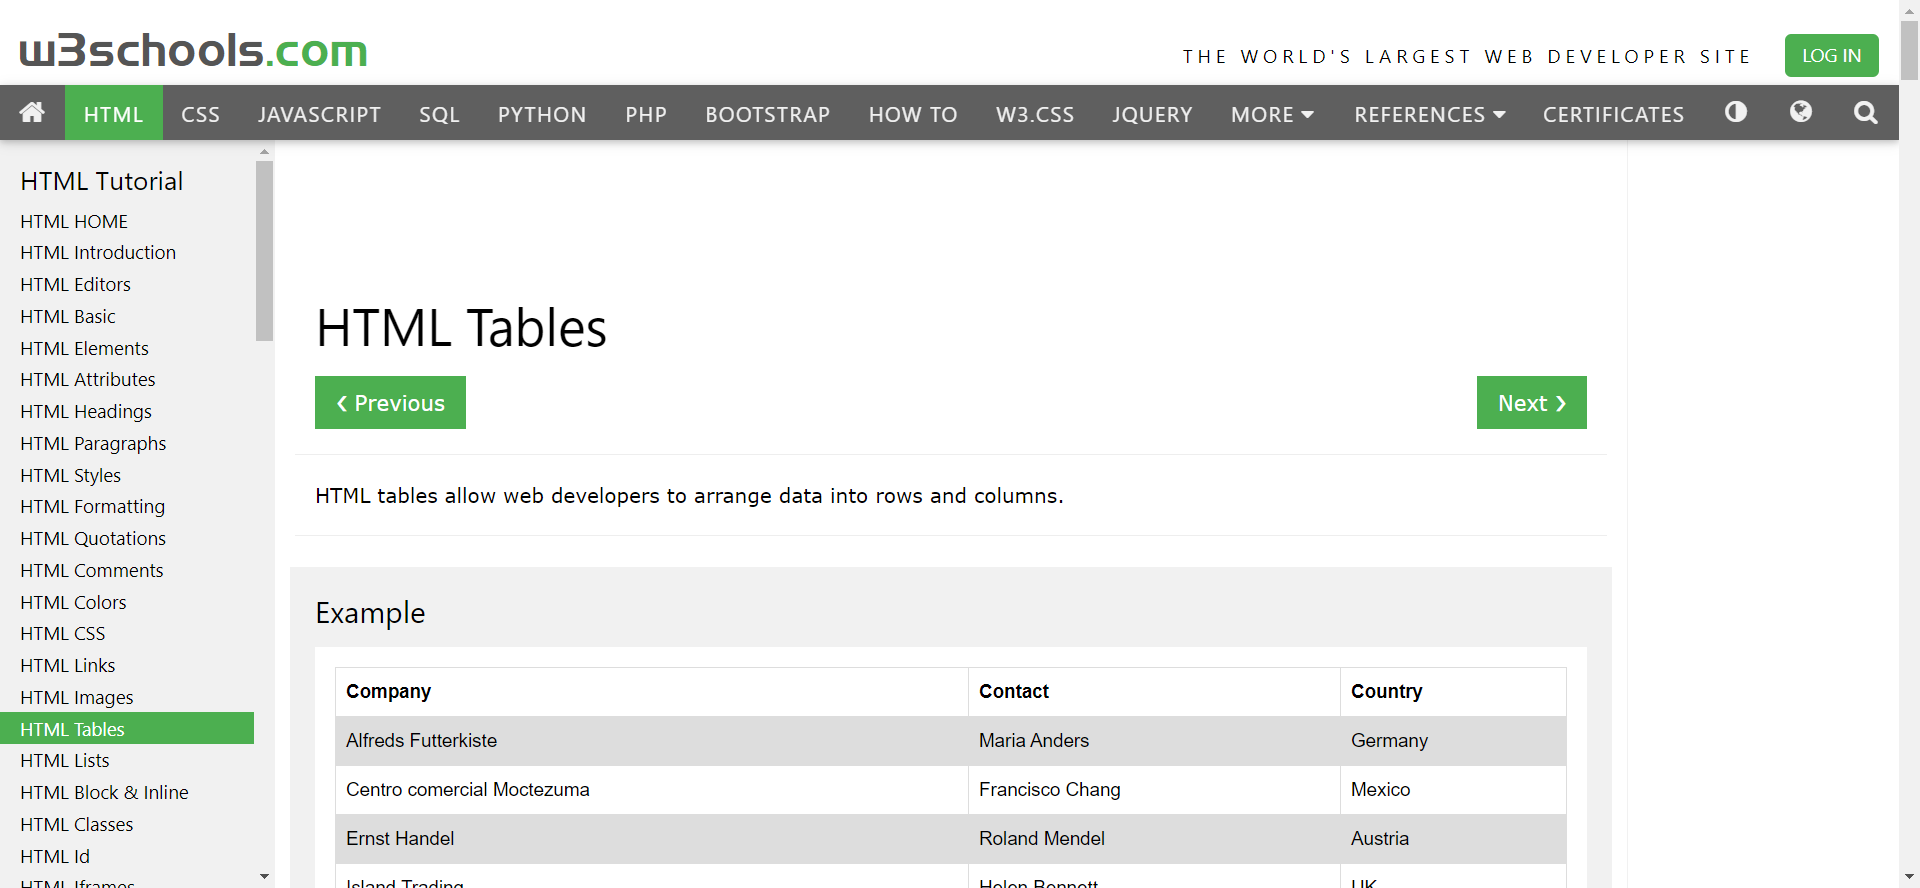 w3schools.com
THE WORLD'S LARGEST WEB DEVELOPER SITE
LOG IN
HTML CSS JAVASCRIPT SQL PYTHON PHP BOOTSTRAP HOW TO W3.CSS JQUERY MORE REFERENCES CERTIFICATES
HTML Tutorial
HTML HOME
HTML Introduction
HTML Editors
HTML Basic
HTML Elements
HTML Attributes
HTML Headings
HTML Paragraphs
HTML Styles
HTML Formatting
HTML Quotations
HTML Comments
HTML Colors
HTML CSS
HTML Links
HTML Images
HTML Tables
HTML Lists
HTML Block & Inline
HTML Classes
HTML Id
HTML Iframes
HTML Tables
❮ Previous
Next ❯
HTML tables allow web developers to arrange data into rows and columns.
Example
Company Contact Country
Alfreds Futterkiste Maria Anders Germany
Centro comercial Moctezuma Francisco Chang Mexico
Ernst Handel Roland Mendel Austria
Island Trading Helen Bennett UK